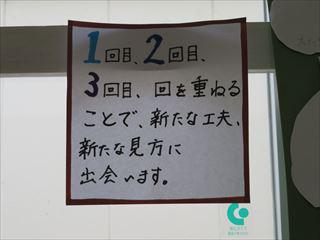 1回目、2回目、
3回目、回を重ねる
ことで、新たな工夫、
新たな見方に
出会います。